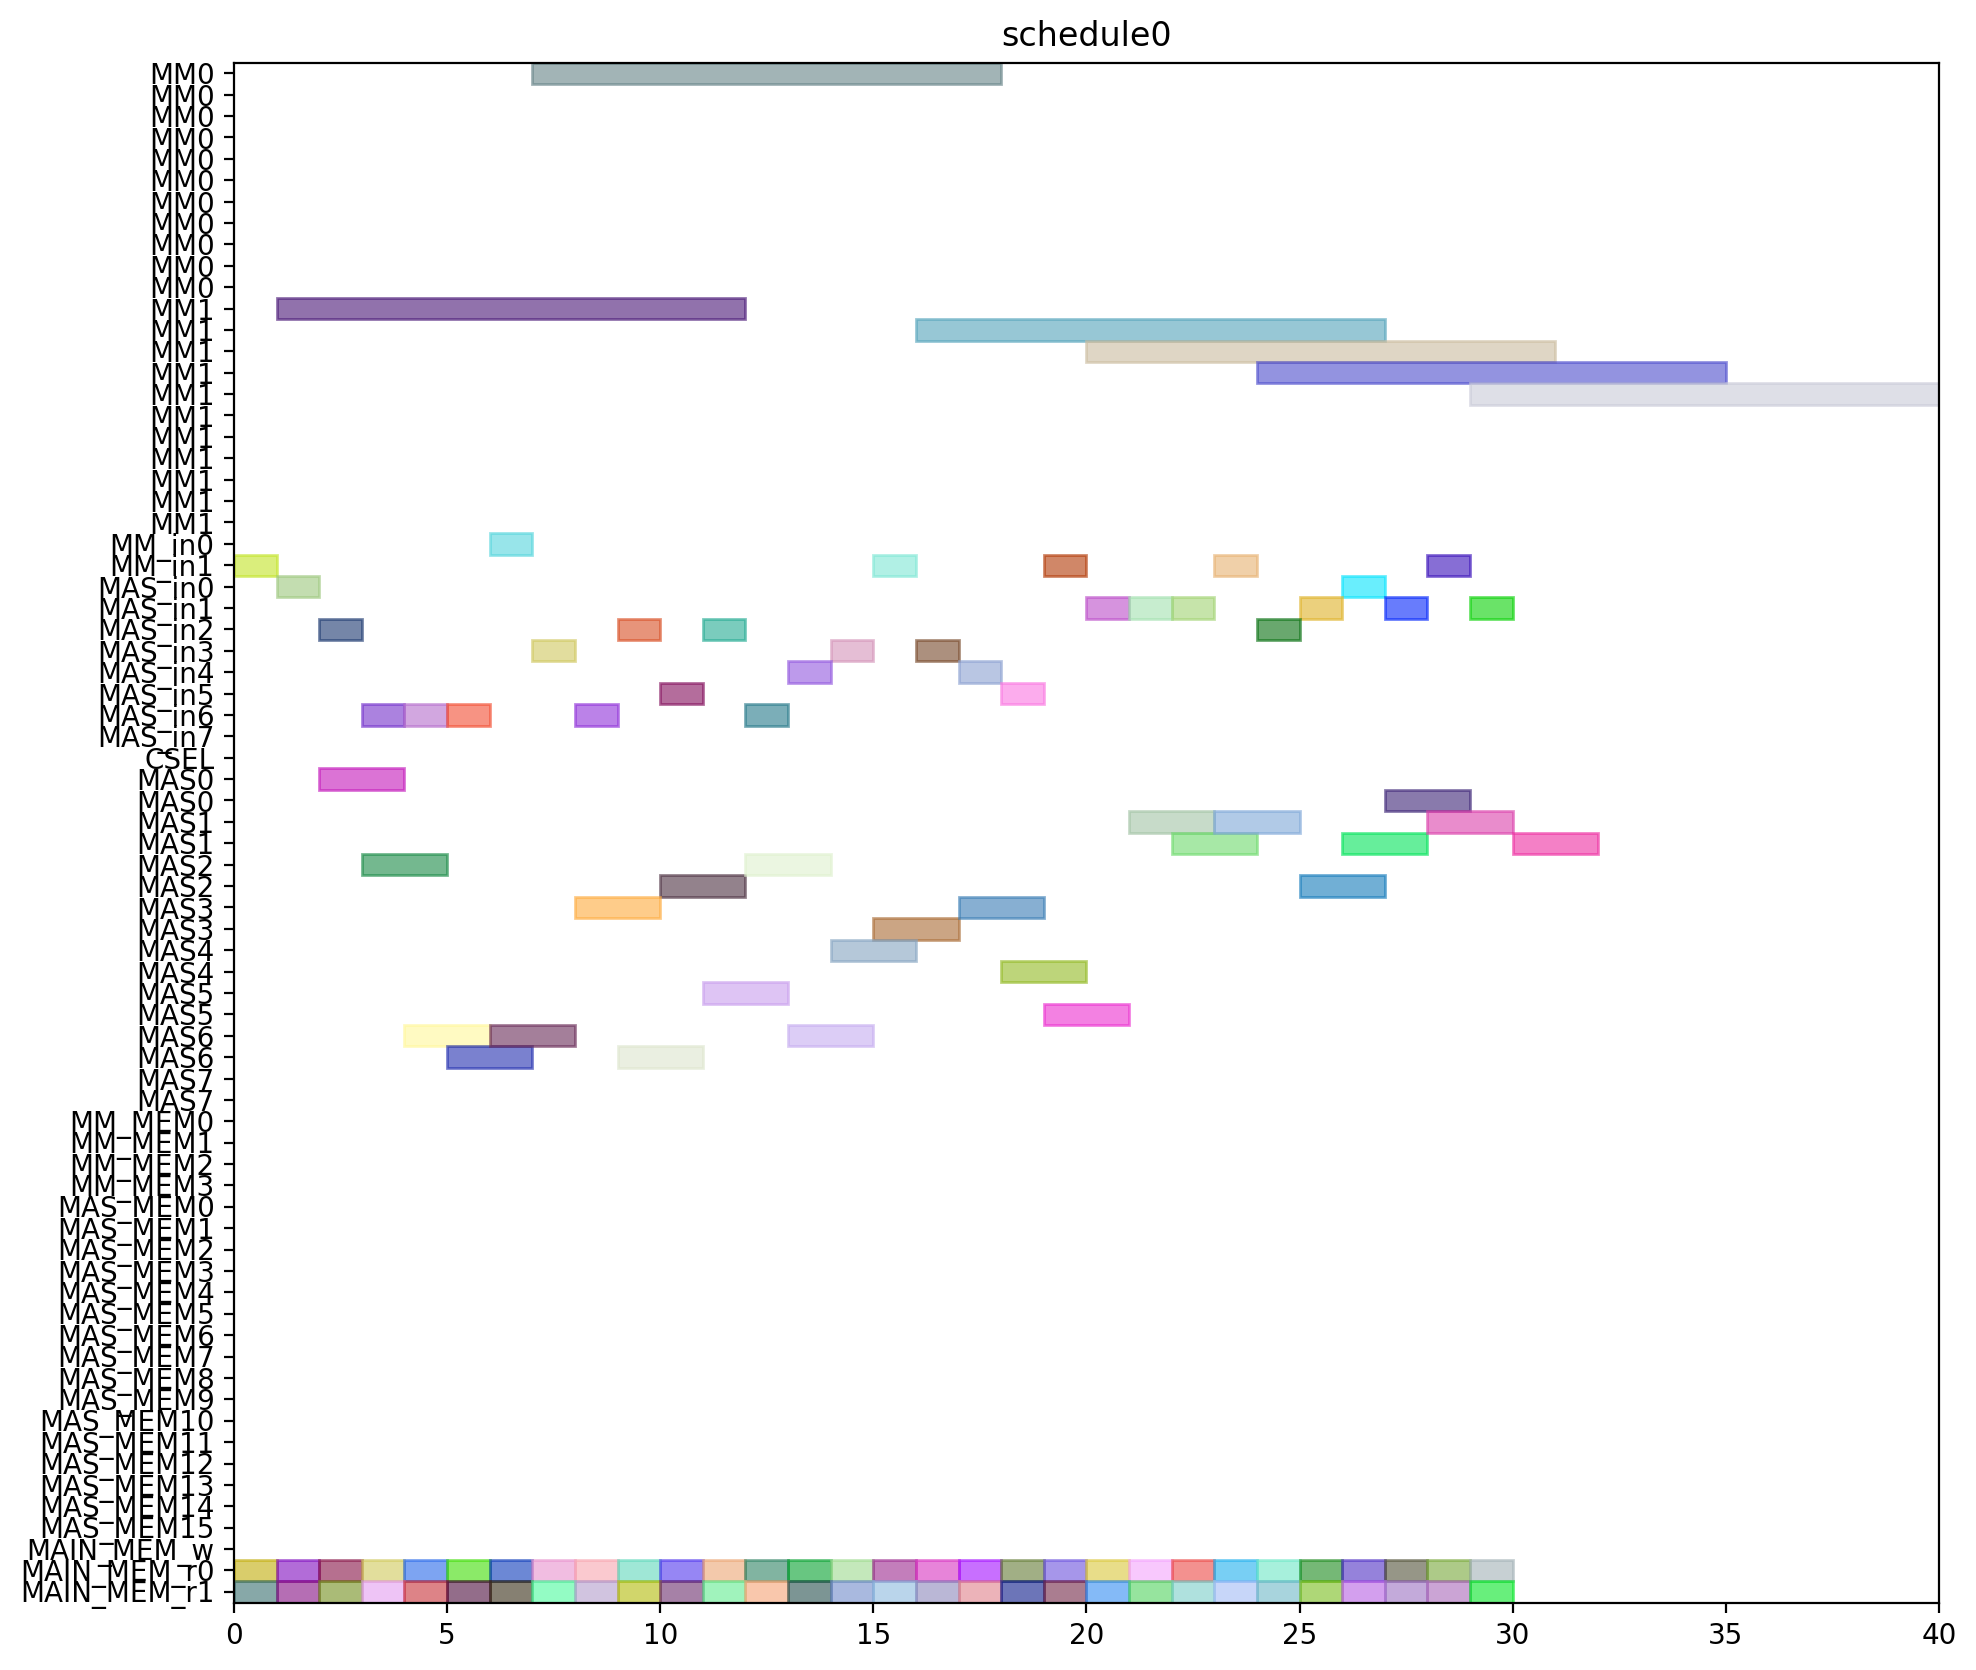 schedule0
MM0
MM0
MM0
MM0
MM0
MM0
MM0
MM0
MM0
MM0
MM0
MM1
MM1
MM1
MM1
MM1
MM1
MM1
MM1
MM1
MM1
MM1
MM_in0
MM_in1
MAS_in0
MAS_in1
MAS_in2
MAS_in3
MAS_in4
MAS_in5
MAS_in6
MAS_in7
CSEL
MAS0
MAS0
MAS1
MAS1
MAS2
MAS2
MAS3
MAS3
MAS4
MAS4
MAS5
MAS5
MAS6
MAS6
MAS7
MAS7
MM_MEM0
MM_MEM1
MM_MEM2
MM_MEM3
MAS_MEM0
MAS_MEM1
MAS_MEM2
MAS_MEM3
MAS_MEM4
MAS_MEM5
MAS_MEM6
MAS_MEM7
MAS_MEM8
MAS_MEM9
MAS_MEM10
MAS_MEM11
MAS_MEM12
MAS_MEM13
MAS_MEM14
MAS_MEM15
MAIN_MEM_w
MAIN_MEM_r0
MAIN_MEM_r1
0 5 10 15 20 25 30 35 40